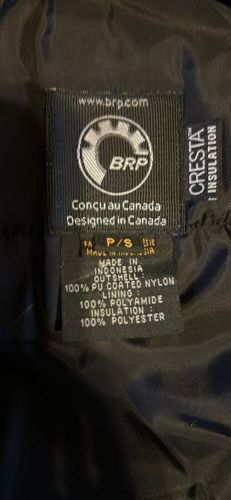 www.brp.com
BRP
Conçu au Canada
Designed in Canada
CRESTA™
INSULATION
P/S
MADE IN
INDONESIA
OUTSHELL:
100% PU COATED NYLON
LINING:
100% POLYAMIDE
INSULATION:
100% POLYESTER